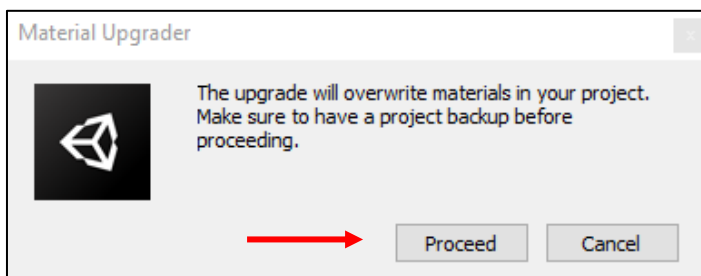 Material Upgrader
The upgrade will overwrite materials in your project.
Make sure to have a project backup before
proceeding.
Proceed
Cancel